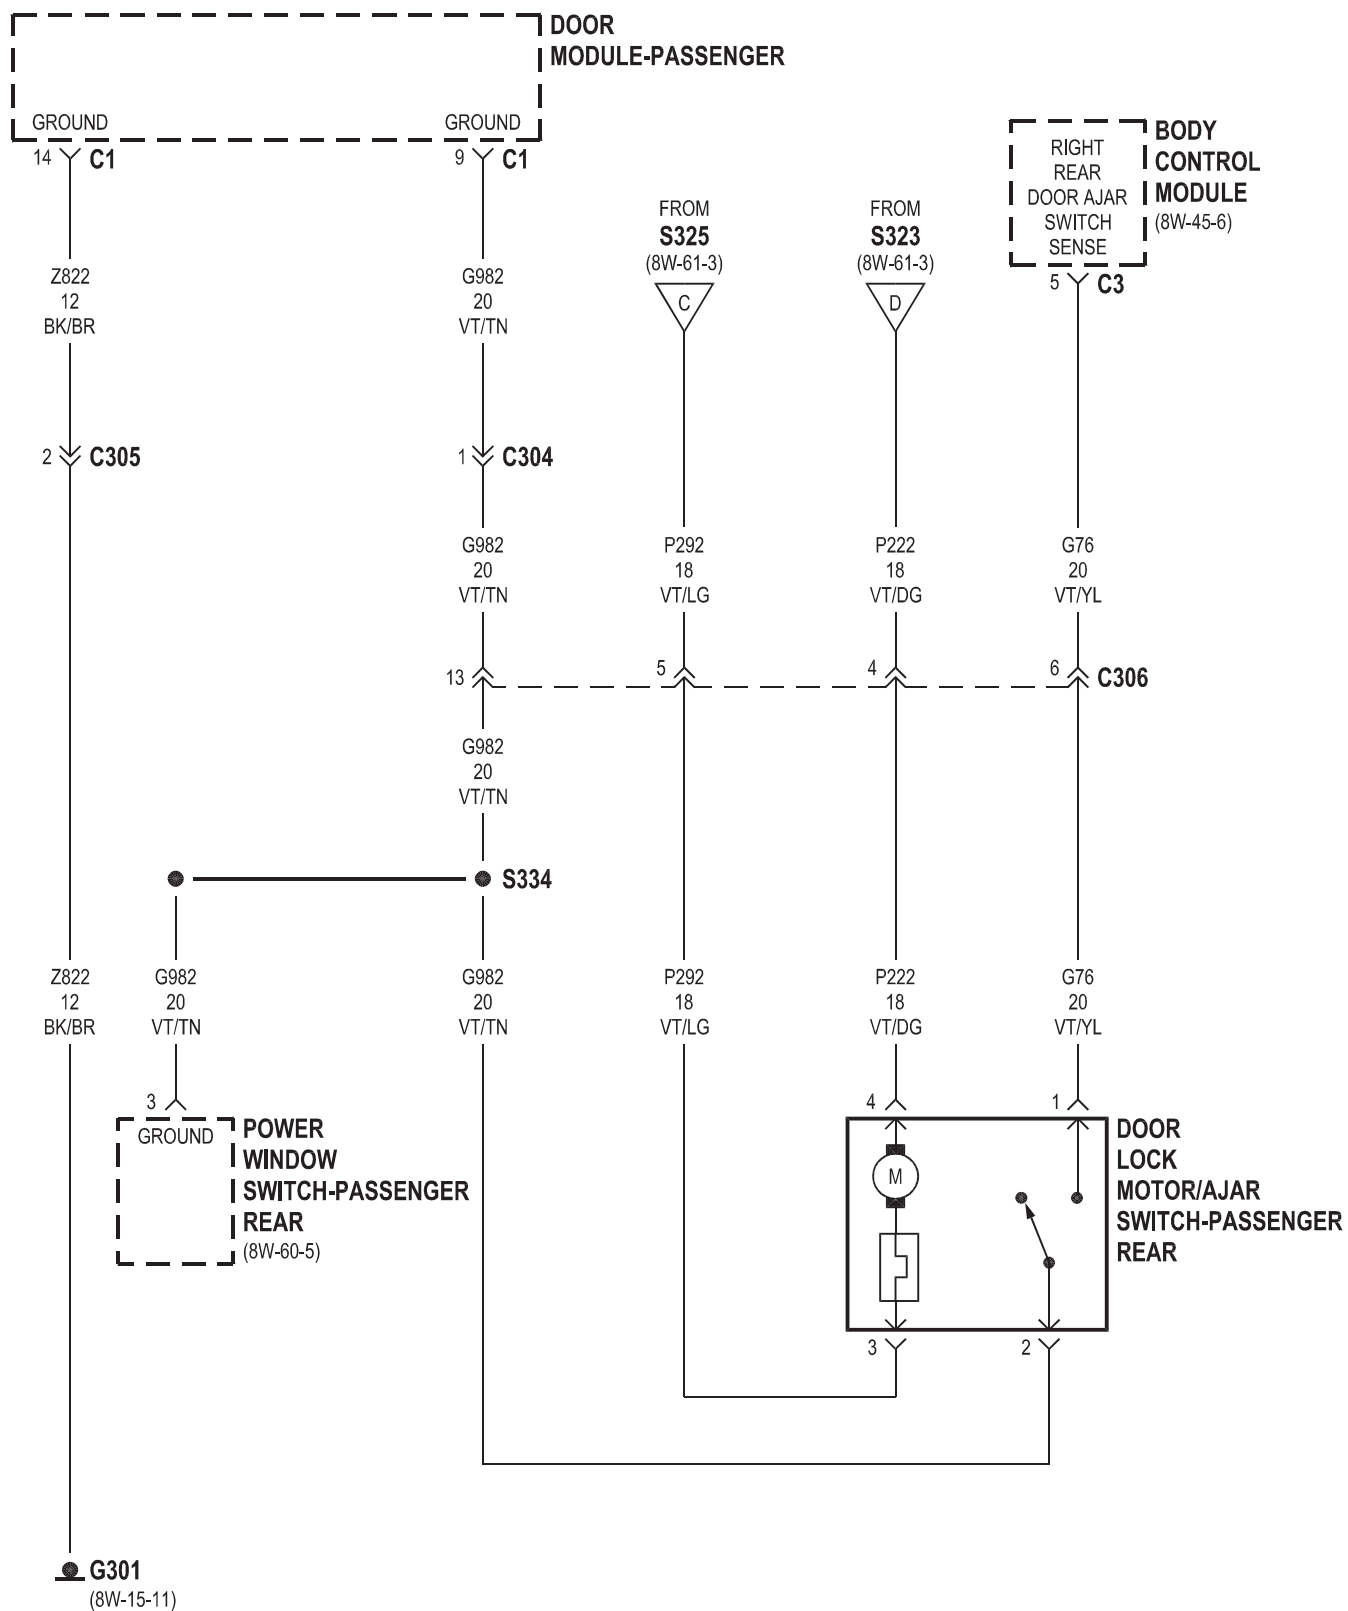 DOOR
MODULE-PASSENGER
GROUND
GROUND
14
C1
9
C1
BODY
CONTROL
MODULE
(8W-45-6)
RIGHT
REAR
DOOR AJAR
SWITCH
SENSE
5
C3
FROM
S325
(8W-61-3)
C
FROM
S323
(8W-61-3)
D
Z822
12
BK/BR
G982
20
VT/TN
2
C305
1
C304
G982
20
VT/TN
P292
18
VT/LG
P222
18
VT/DG
G76
20
VT/YL
13
5
4
6
C306
G982
20
VT/TN
S334
Z822
12
BK/BR
G982
20
VT/TN
G982
20
VT/TN
P292
18
VT/LG
P222
18
VT/DG
G76
20
VT/YL
3
GROUND
POWER
WINDOW
SWITCH-PASSENGER
REAR
(8W-60-5)
4
1
M
DOOR
LOCK
MOTOR/AJAR
SWITCH-PASSENGER
REAR
3
2
G301
(8W-15-11)